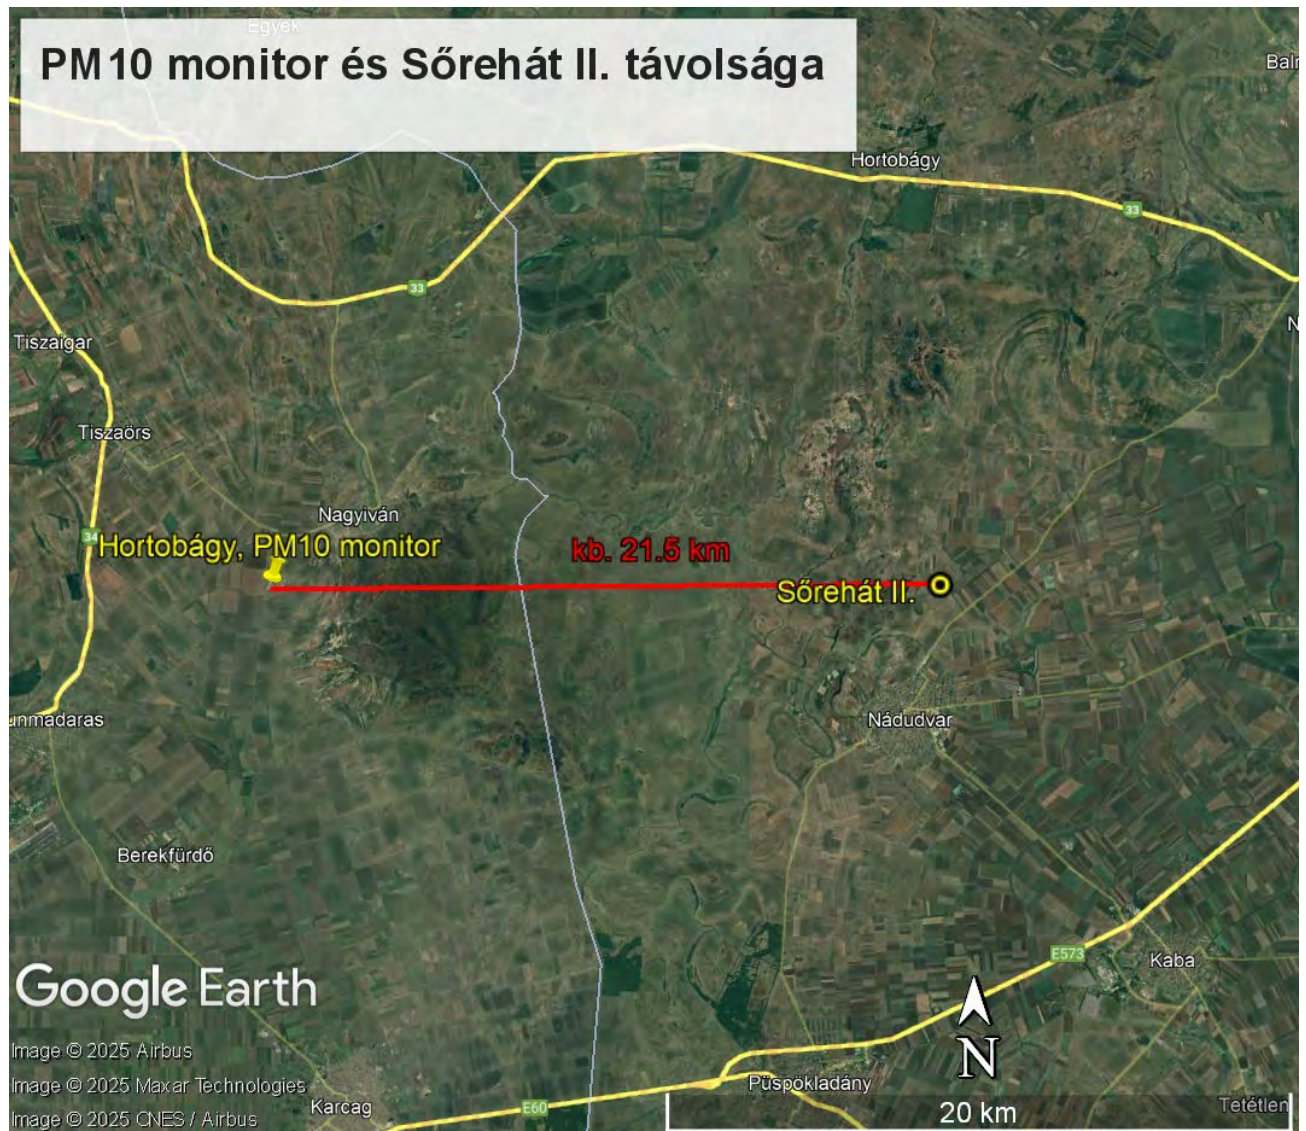 Egyek
PM10 monitor és Sőrehát II. távolsága
Hortobágy
33
33
Tiszaigar
Tiszaörs
Nagyiván
34
Hortobágy, PM10 monitor
kb. 21.5 km
Sőrehát II.
unmadaras
Nádudvar
Berekfürdő
E573
Kaba
Google Earth
N
Image © 2025 Airbus
Image © 2025 Maxar Technologies
Image © 2025 CNES / Airbus
Karcag
E60
Püspökladány
20 km
Tetétlen